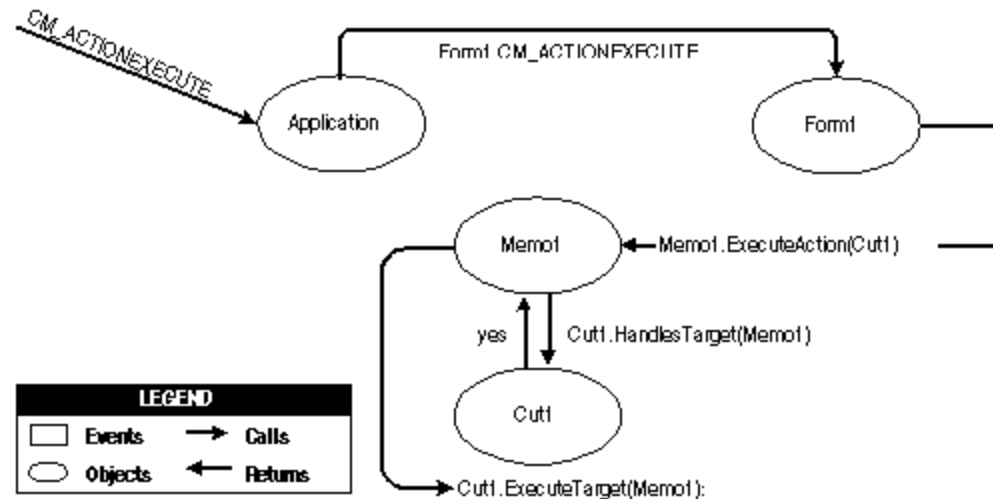 CM_ACTIONEXECUTE
Form1.CM_ACTIONEXECUTE
Application
Form1
Memo1
Memo1.ExecuteAction(Cut1)
yes
Cut1.HandlesTarget(Memo1)
Cut1
LEGEND
Events
Calls
Objects
Returns
Cut1.ExecuteTarget(Memo1):